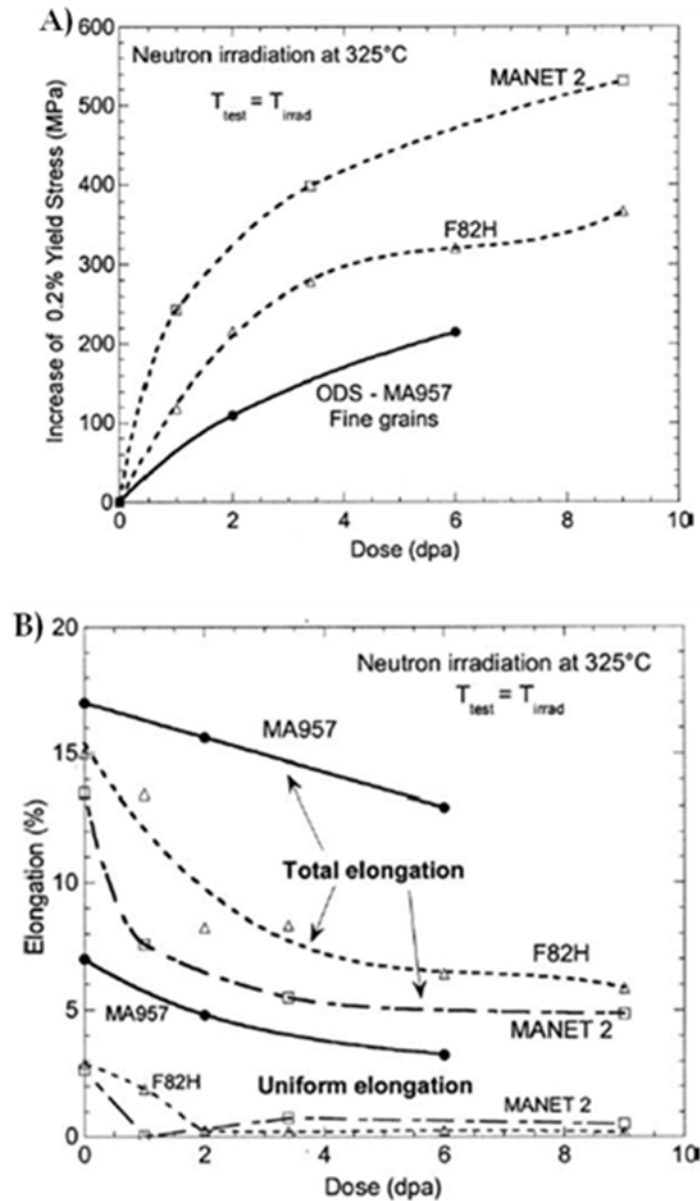 A)
Neutron irradiation at 325°C
T_test = T_irrad
MANET 2
F82H
ODS - MA957
Fine grains
Increase of 0.2% Yield Stress (MPa)
600
500
400
300
200
100
0
0 2 4 6 8 10
Dose (dpa)
B)
Neutron irradiation at 325°C
T_test = T_irrad
MA957
Total elongation
F82H
MANET 2
MA957
F82H
Uniform elongation
MANET 2
Elongation (%)
20
15
10
5
0
0 2 4 6 8 10
Dose (dpa)